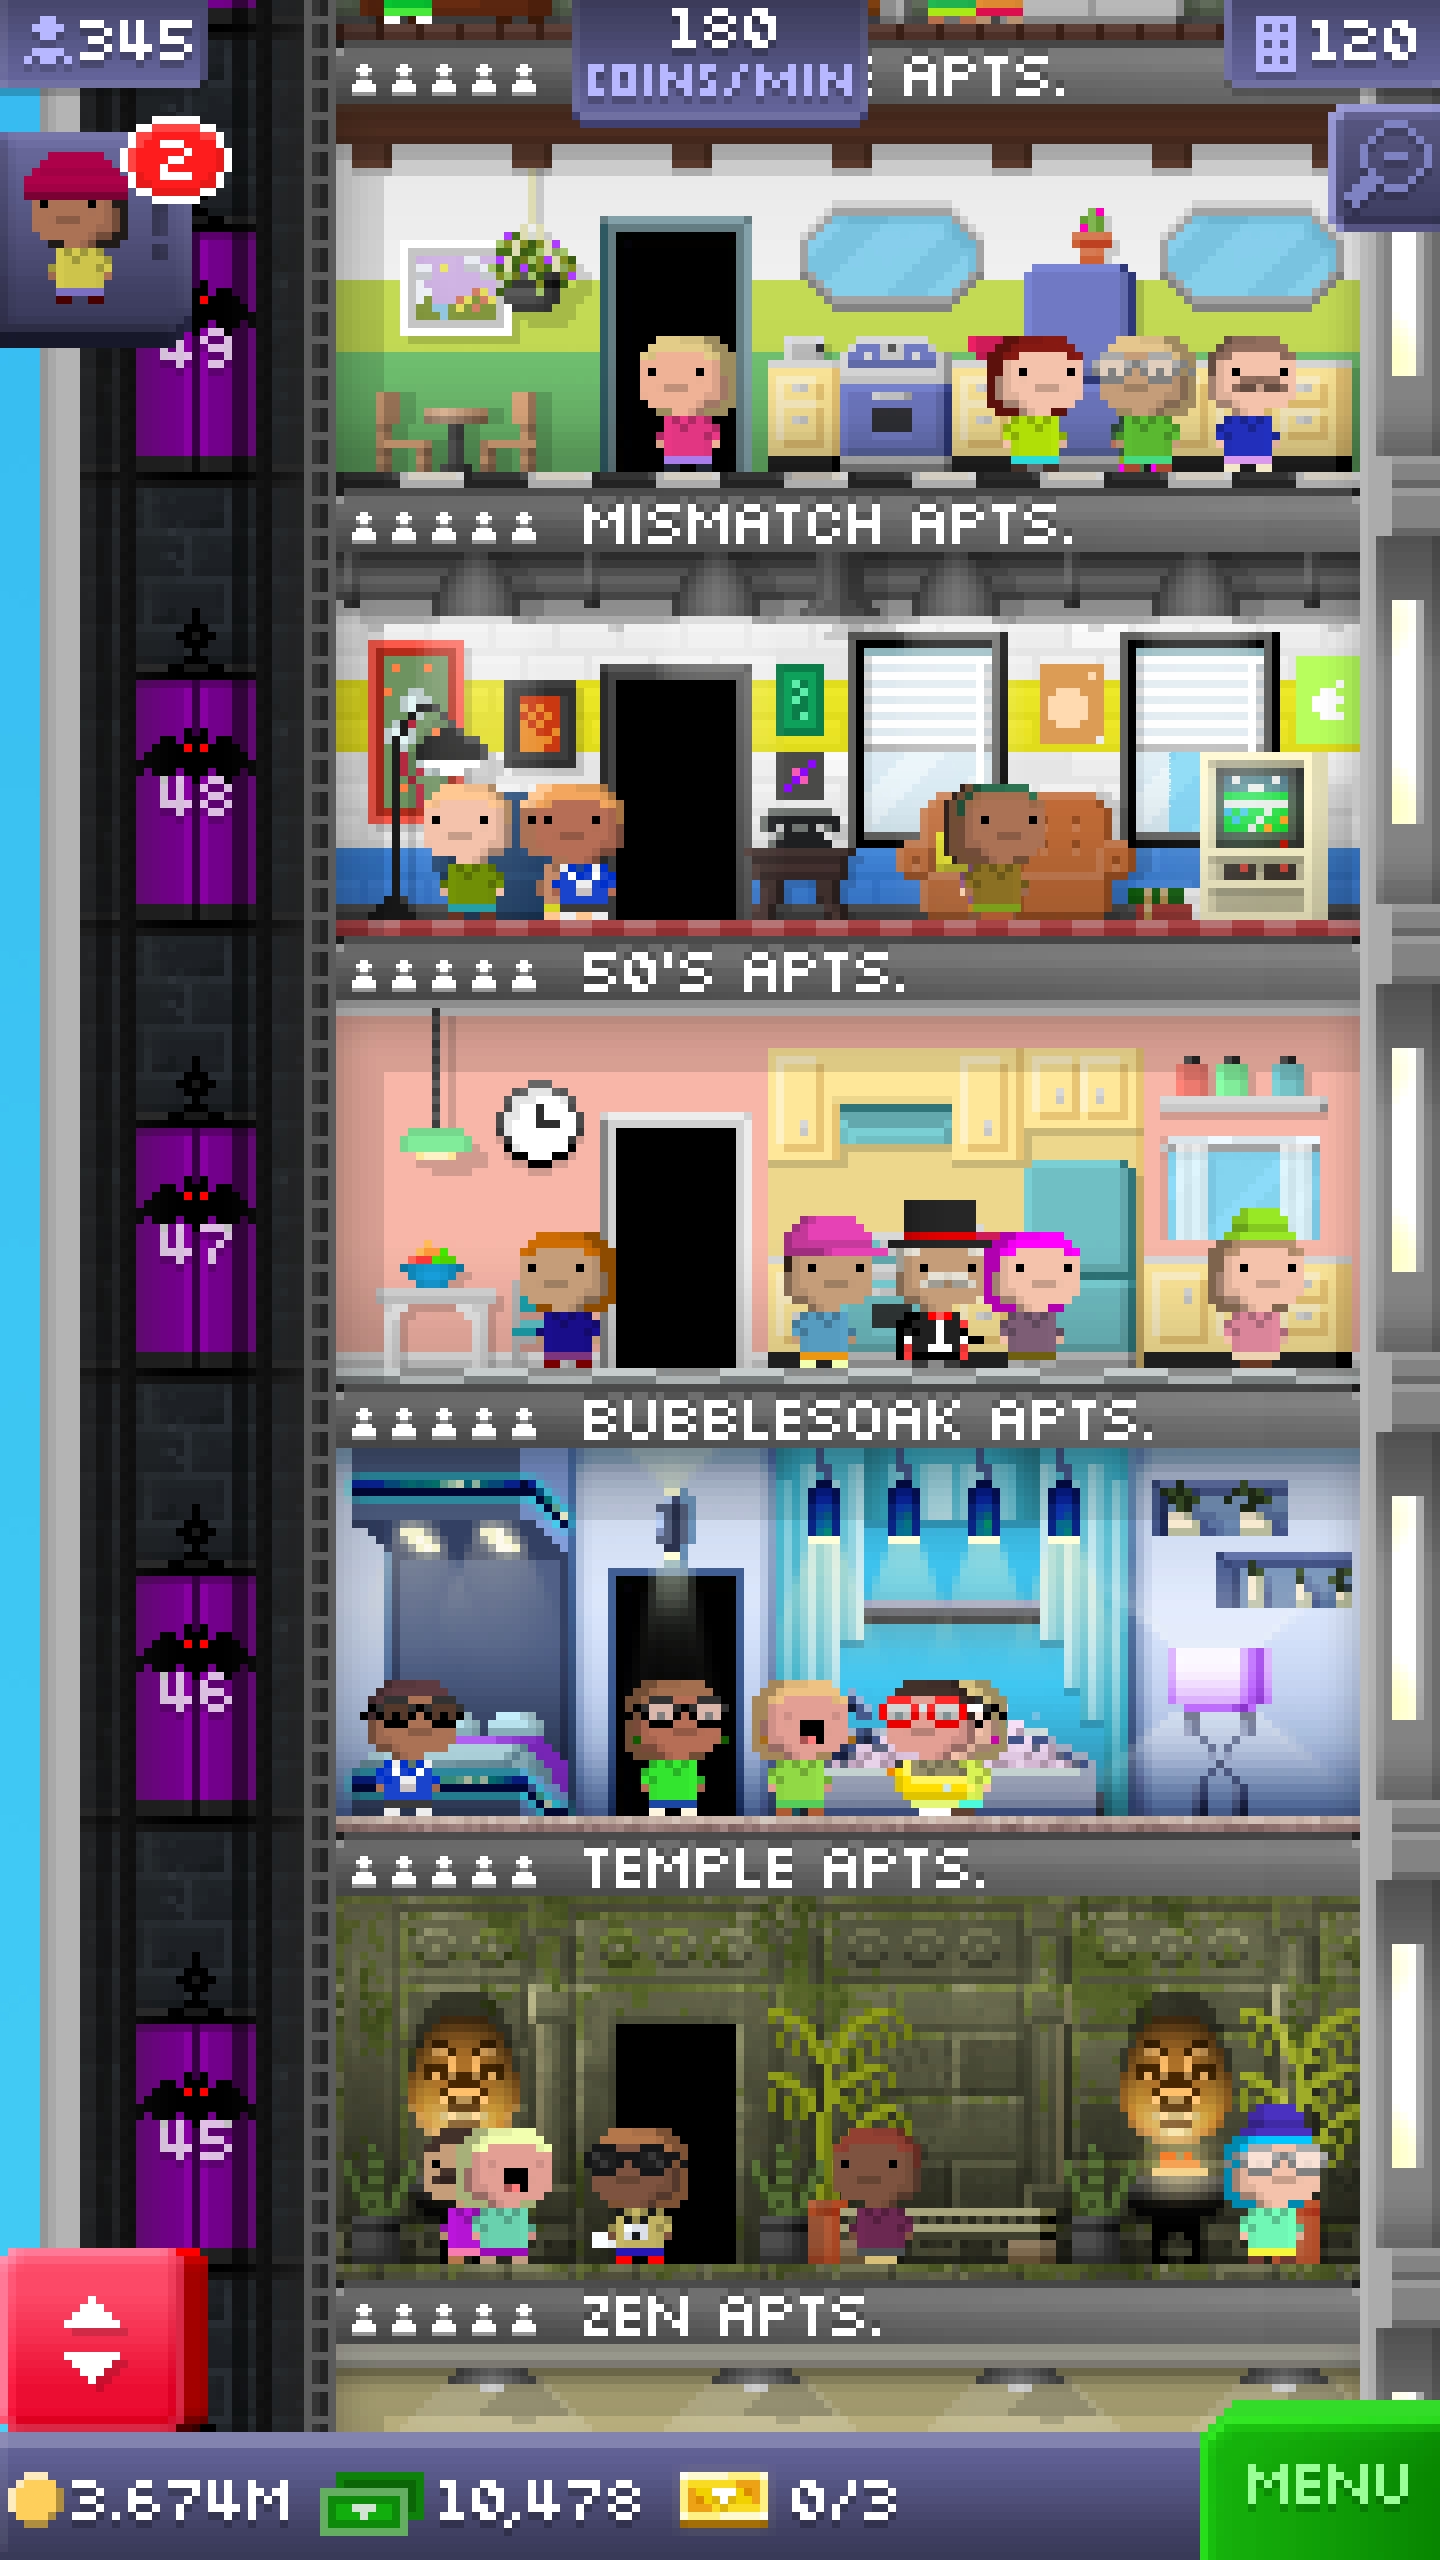 345
180
COINS/MIN
120
APTS.
2
49
MISMATCH APTS.
48
50'S APTS.
47
BUBBLESOAK APTS.
46
TEMPLE APTS.
45
ZEN APTS.
3.674M
10,478
0/3
MENU